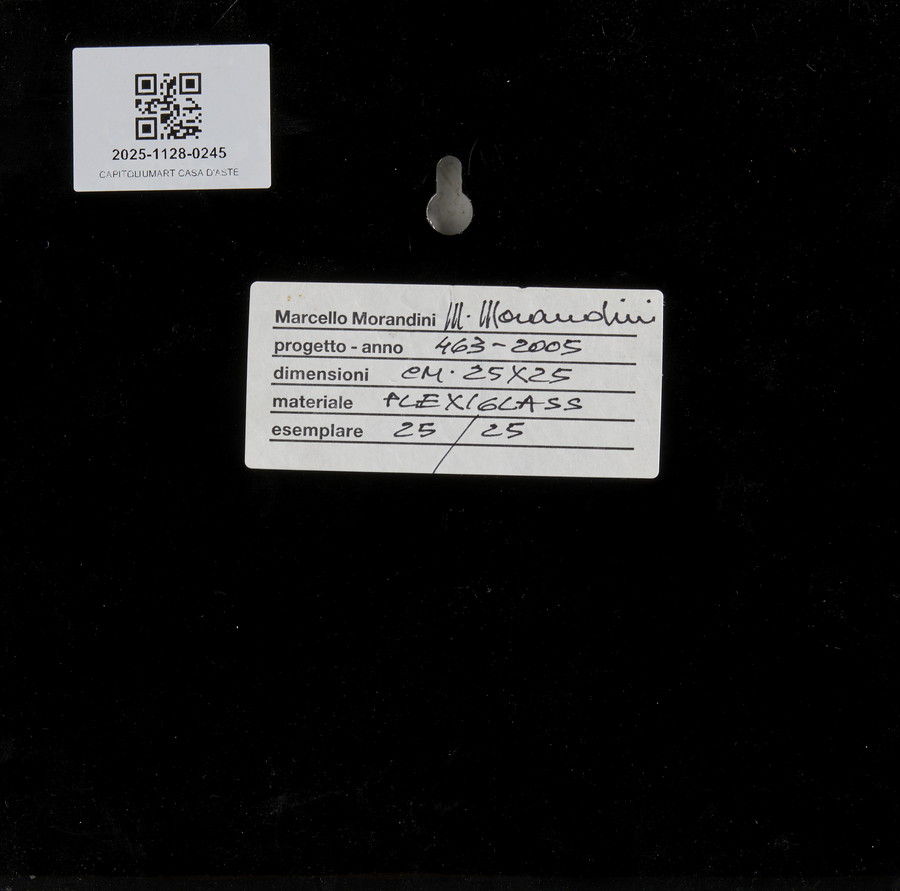 2025-1128-0245
CAPITOLIUMART CASA D'ASTE
Marcello Morandini M. Morandini
progetto - anno 463-2005
dimensioni cm. 25X25
materiale PLEXIGLASS
esemplare 25/25